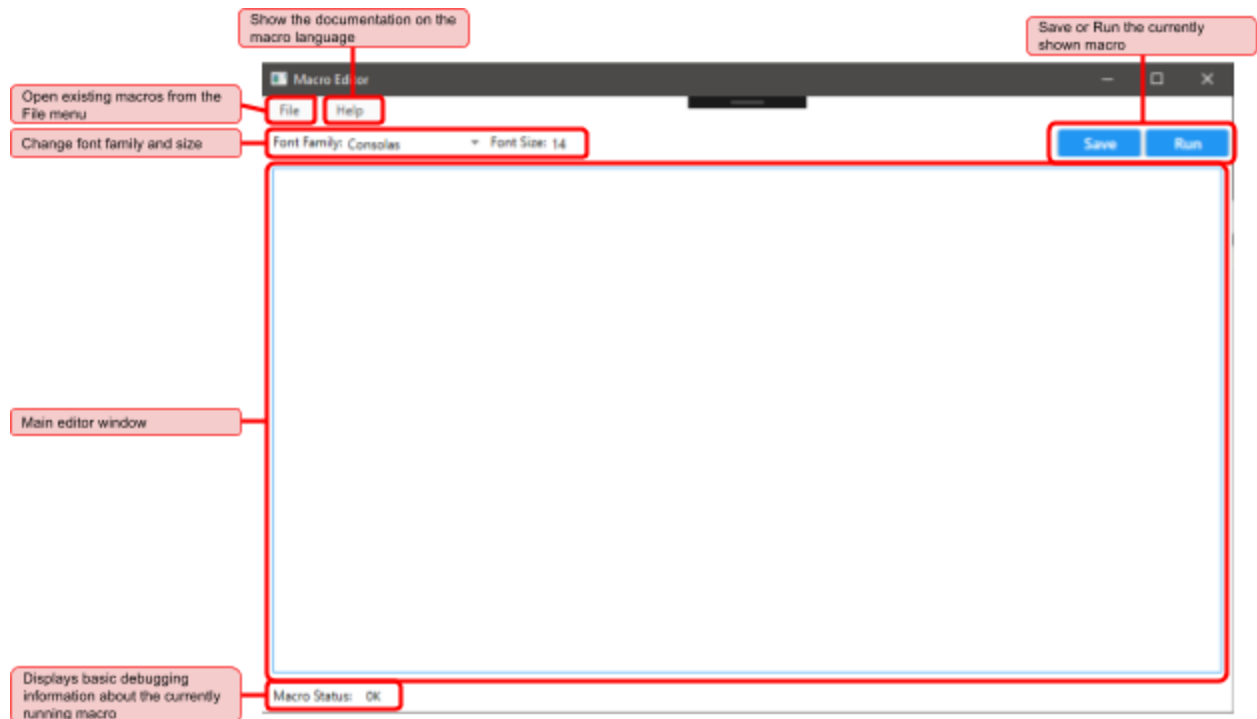 Show the documentation on the
macro language
Save or Run the currently
shown macro
Macro Editor
Open existing macros from the
File menu
File Help
Change font family and size
Font Family: Consolas Font Size: 14
Save Run
Main editor window
Displays basic debugging
information about the currently
running macro
Macro Status: OK